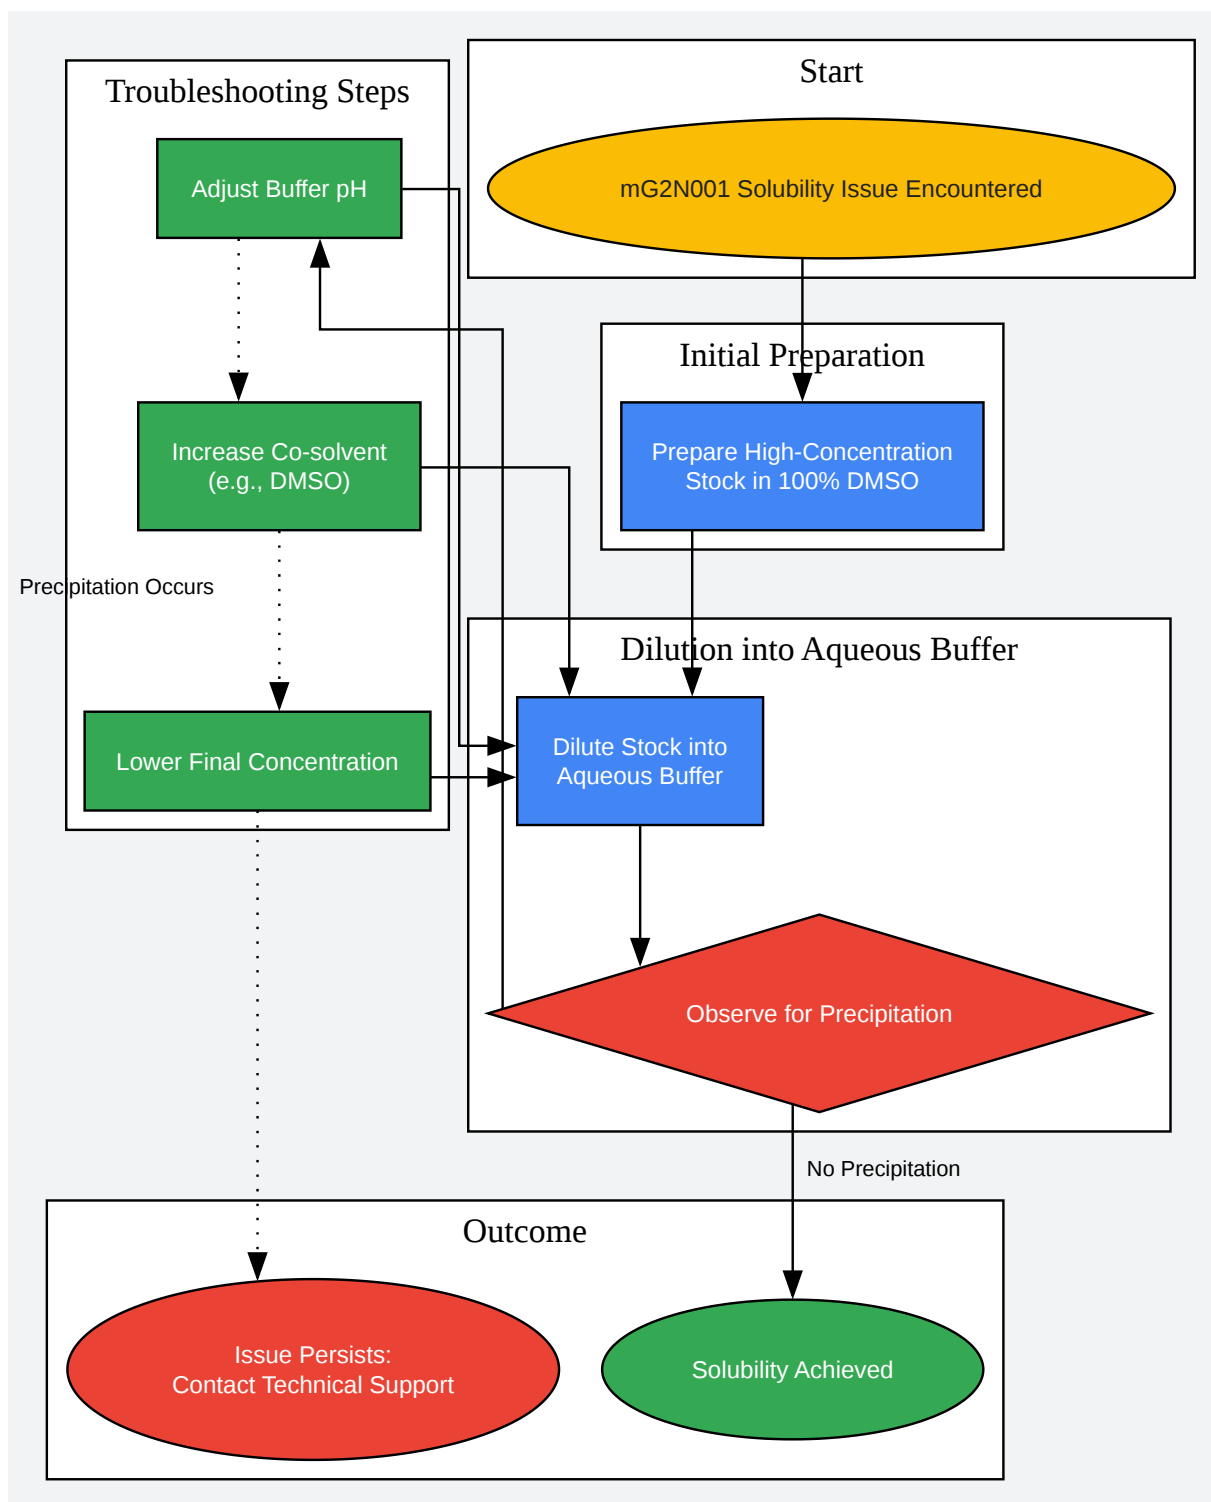 Start
mG2N001 Solubility Issue Encountered
Troubleshooting Steps
Adjust Buffer pH
Increase Co-solvent
(e.g., DMSO)
Precipitation Occurs
Lower Final Concentration
Initial Preparation
Prepare High-Concentration
Stock in 100% DMSO
Dilution into Aqueous Buffer
Dilute Stock into
Aqueous Buffer
Observe for Precipitation
No Precipitation
Outcome
Issue Persists:
Contact Technical Support
Solubility Achieved